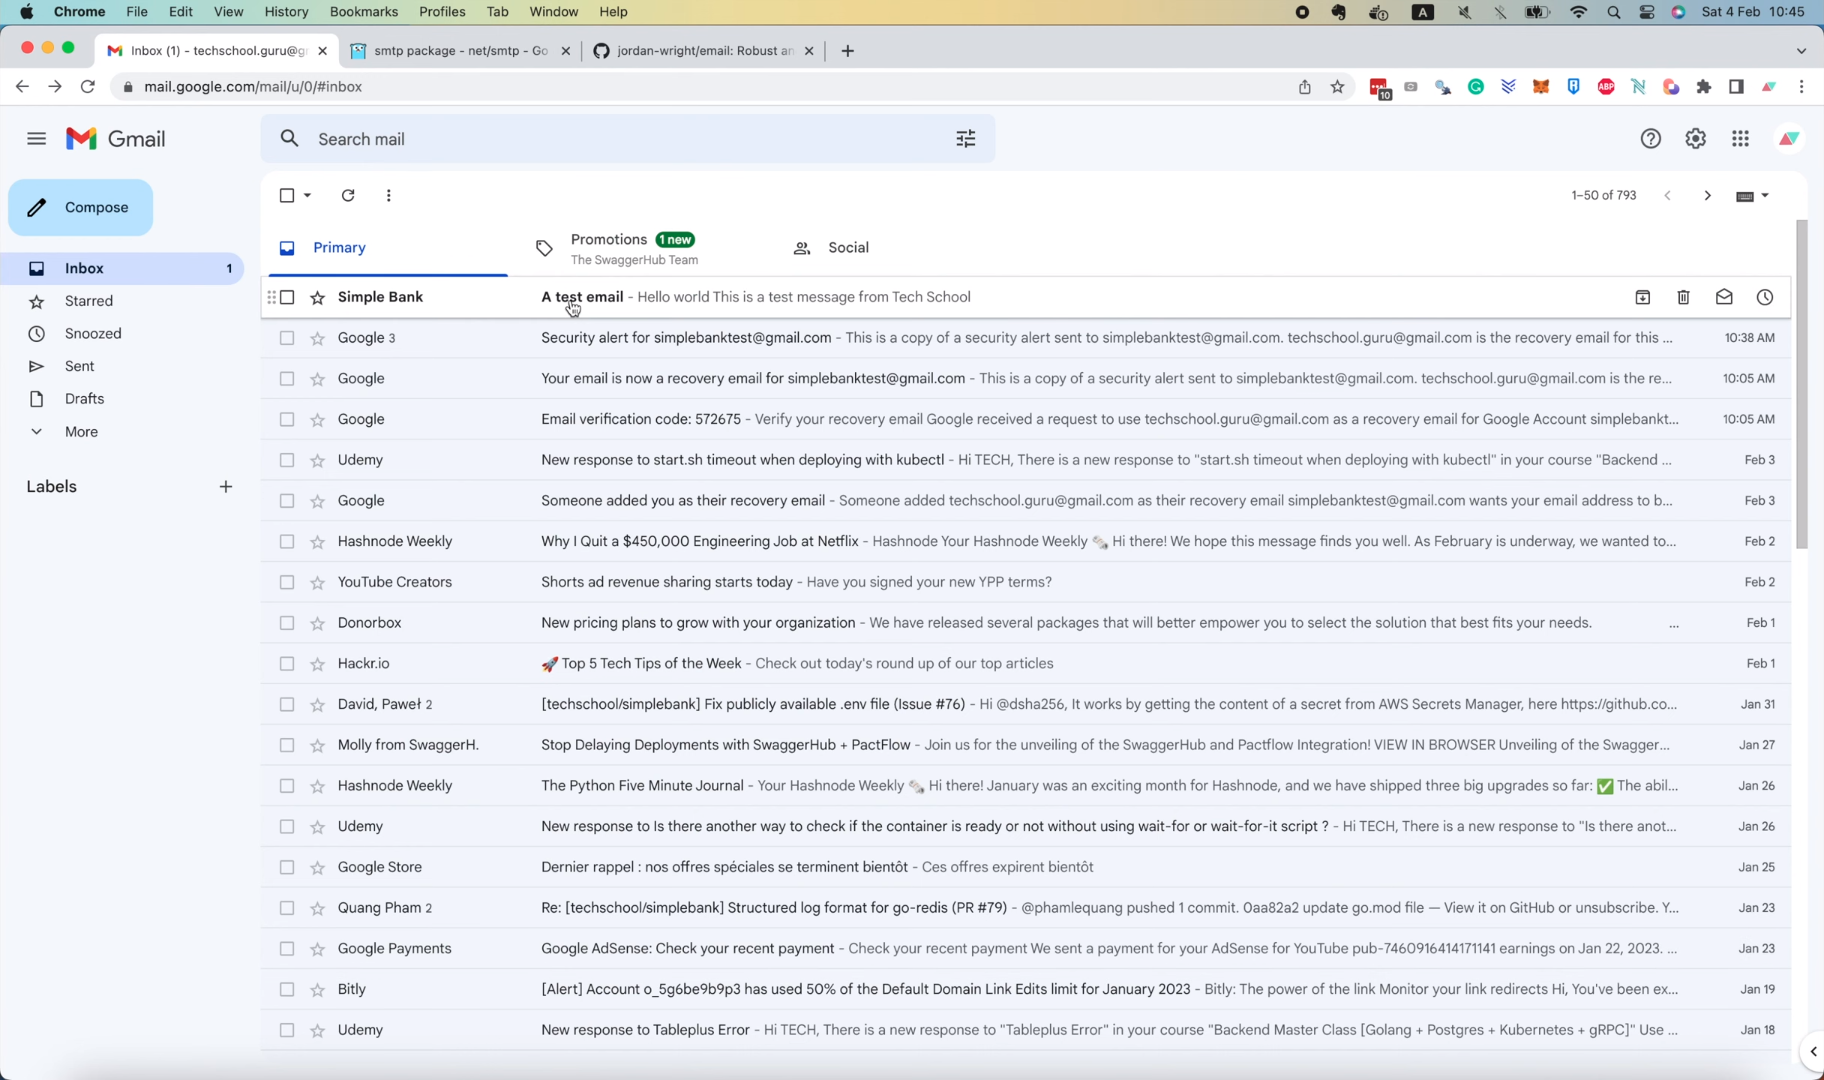 Chrome File Edit View History Bookmarks Profiles Tab Window Help A Sat 4 Feb 10:45
Inbox (1) - techschool.guru@g smtp package - net/smtp - Go jordan-wright/email: Robust an
mail.google.com/mail/u/0/#inbox 10 ABP
Gmail Search mail
Compose
1–50 of 793
Primary Promotions 1 new Social
The SwaggerHub Team
Inbox 1
Starred
Snoozed
Sent
Drafts
More
Labels
Simple Bank A test email - Hello world This is a test message from Tech School
Google 3 Security alert for simplebanktest@gmail.com - This is a copy of a security alert sent to simplebanktest@gmail.com. techschool.guru@gmail.com is the recovery email for this ... 10:38 AM
Google Your email is now a recovery email for simplebanktest@gmail.com - This is a copy of a security alert sent to simplebanktest@gmail.com. techschool.guru@gmail.com is the re... 10:05 AM
Google Email verification code: 572675 - Verify your recovery email Google received a request to use techschool.guru@gmail.com as a recovery email for Google Account simplebankt... 10:05 AM
Udemy New response to start.sh timeout when deploying with kubectl - Hi TECH, There is a new response to "start.sh timeout when deploying with kubectl" in your course "Backend ... Feb 3
Google Someone added you as their recovery email - Someone added techschool.guru@gmail.com as their recovery email simplebanktest@gmail.com wants your email address to b... Feb 3
Hashnode Weekly Why I Quit a $450,000 Engineering Job at Netflix - Hashnode Your Hashnode Weekly 🗞️ Hi there! We hope this message finds you well. As February is underway, we wanted to... Feb 2
YouTube Creators Shorts ad revenue sharing starts today - Have you signed your new YPP terms? Feb 2
Donorbox New pricing plans to grow with your organization - We have released several packages that will better empower you to select the solution that best fits your needs. ... Feb 1
Hackr.io 🚀 Top 5 Tech Tips of the Week - Check out today's round up of our top articles Feb 1
David, Paweł 2 [techschool/simplebank] Fix publicly available .env file (Issue #76) - Hi @dsha256, It works by getting the content of a secret from AWS Secrets Manager, here https://github.co... Jan 31
Molly from SwaggerH. Stop Delaying Deployments with SwaggerHub + PactFlow - Join us for the unveiling of the SwaggerHub and Pactflow Integration! VIEW IN BROWSER Unveiling of the Swagger... Jan 27
Hashnode Weekly The Python Five Minute Journal - Your Hashnode Weekly 🗞️ Hi there! January was an exciting month for Hashnode, and we have shipped three big upgrades so far: ✅ The abil... Jan 26
Udemy New response to Is there another way to check if the container is ready or not without using wait-for or wait-for-it script ? - Hi TECH, There is a new response to "Is there anot... Jan 26
Google Store Dernier rappel : nos offres spéciales se terminent bientôt - Ces offres expirent bientôt Jan 25
Quang Pham 2 Re: [techschool/simplebank] Structured log format for go-redis (PR #79) - @phamlequang pushed 1 commit. 0aa82a2 update go.mod file — View it on GitHub or unsubscribe. Y... Jan 23
Google Payments Google AdSense: Check your recent payment - Check your recent payment We sent a payment for your AdSense for YouTube pub-7460916414171141 earnings on Jan 22, 2023. ... Jan 23
Bitly [Alert] Account o_5g6be9b9p3 has used 50% of the Default Domain Link Edits limit for January 2023 - Bitly: The power of the link Monitor your link redirects Hi, You've been ex... Jan 19
Udemy New response to Tableplus Error - Hi TECH, There is a new response to "Tableplus Error" in your course "Backend Master Class [Golang + Postgres + Kubernetes + gRPC]" Use ... Jan 18